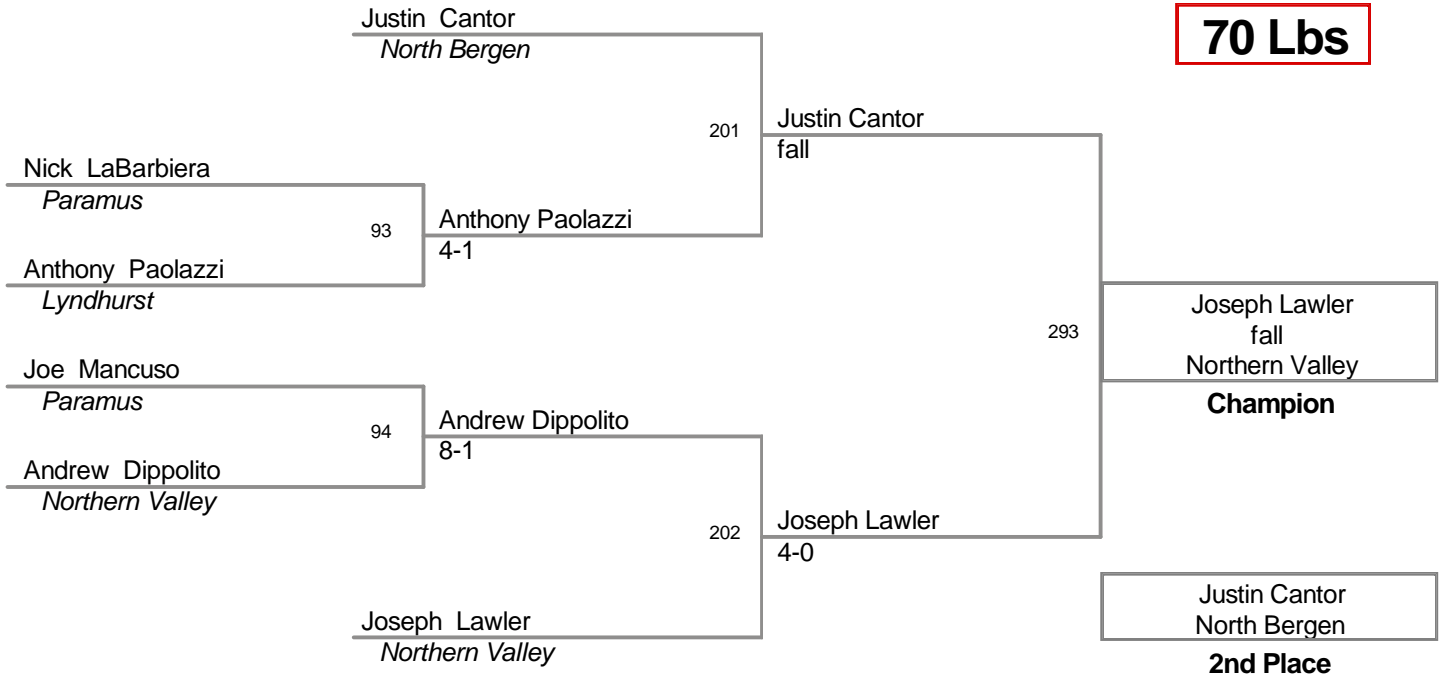 Justin Cantor
North Bergen
70 Lbs
201
Justin Cantor
fall
Nick LaBarbiera
Paramus
93
Anthony Paolazzi
4-1
Anthony Paolazzi
Lyndhurst
293
Joseph Lawler
fall
Northern Valley
Champion
Joe Mancuso
Paramus
94
Andrew Dippolito
8-1
Andrew Dippolito
Northern Valley
202
Joseph Lawler
4-0
Joseph Lawler
Northern Valley
Justin Cantor
North Bergen
2nd Place